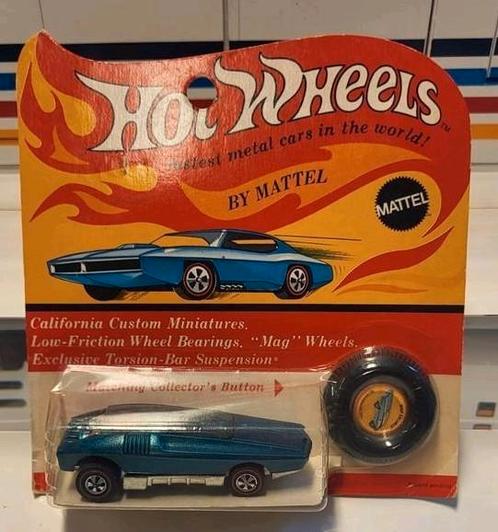 HOT WHEELS
fastest metal cars in the world!
BY MATTEL
MATTEL
California Custom Miniatures.
Low-Friction Wheel Bearings. "Mag" Wheels.
Exclusive Torsion-Bar Suspension
Matching Collector's Button